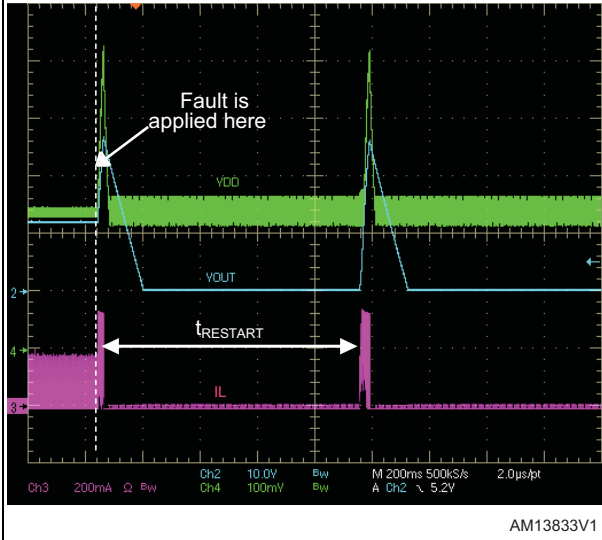 Fault is
applied here
VDD
VOUT
2
tRESTART
4
IL
3
Ch2 10.0V Bw M 200ms 500kS/s 2.0µs/pt
Ch3 200mA Ω Bw Ch4 100mV Bw A Ch2 ↘ 5.2V
AM13833V1